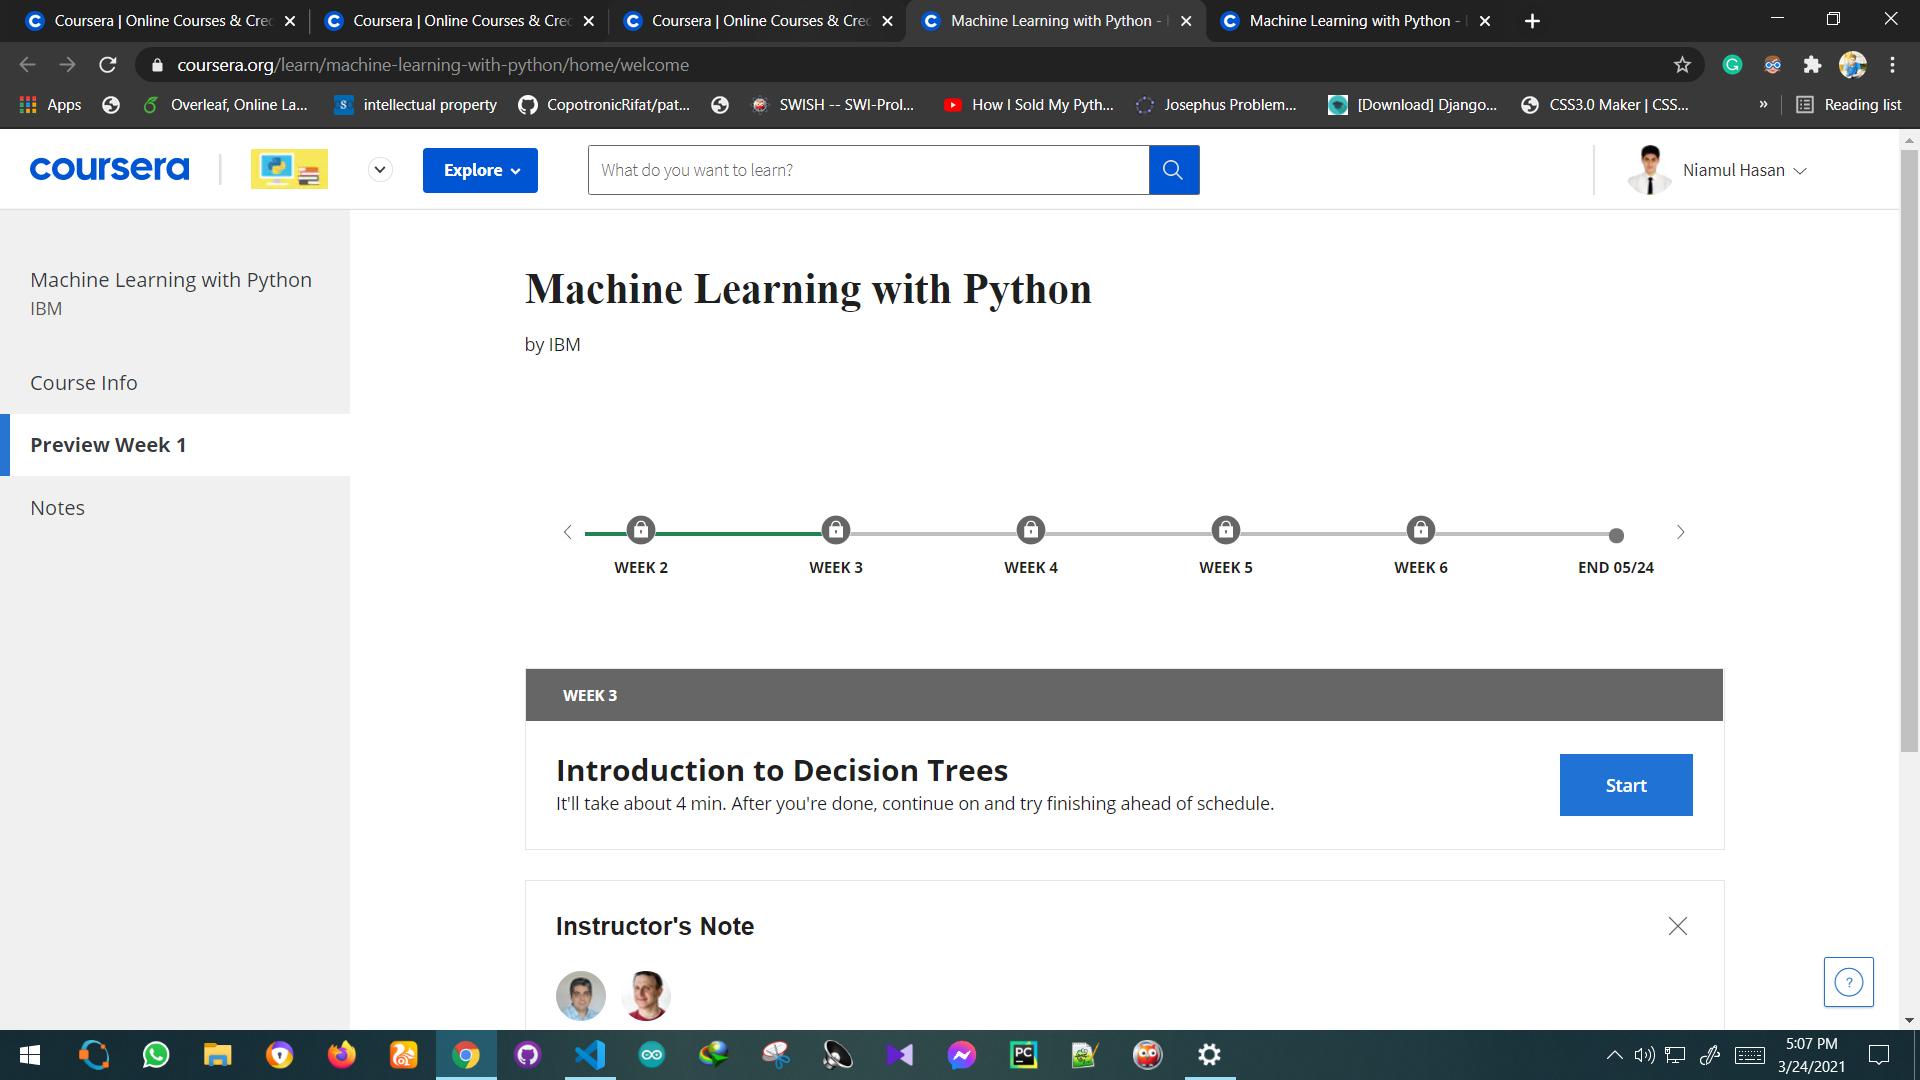 Coursera | Online Courses & Cred
Coursera | Online Courses & Cred
Coursera | Online Courses & Cred
Machine Learning with Python -
Machine Learning with Python -
coursera.org/learn/machine-learning-with-python/home/welcome
Apps
Overleaf, Online La...
intellectual property
CopotronicRifat/pat...
SWISH -- SWI-Prol...
How I Sold My Pyth...
Josephus Problem...
[Download] Django...
CSS3.0 Maker | CSS...
»
Reading list
coursera
Explore
What do you want to learn?
Niamul Hasan
Machine Learning with Python
IBM
Course Info
Preview Week 1
Notes
Machine Learning with Python
by IBM
WEEK 2
WEEK 3
WEEK 4
WEEK 5
WEEK 6
END 05/24
WEEK 3
Introduction to Decision Trees
It'll take about 4 min. After you're done, continue on and try finishing ahead of schedule.
Start
Instructor's Note
?
5:07 PM
3/24/2021